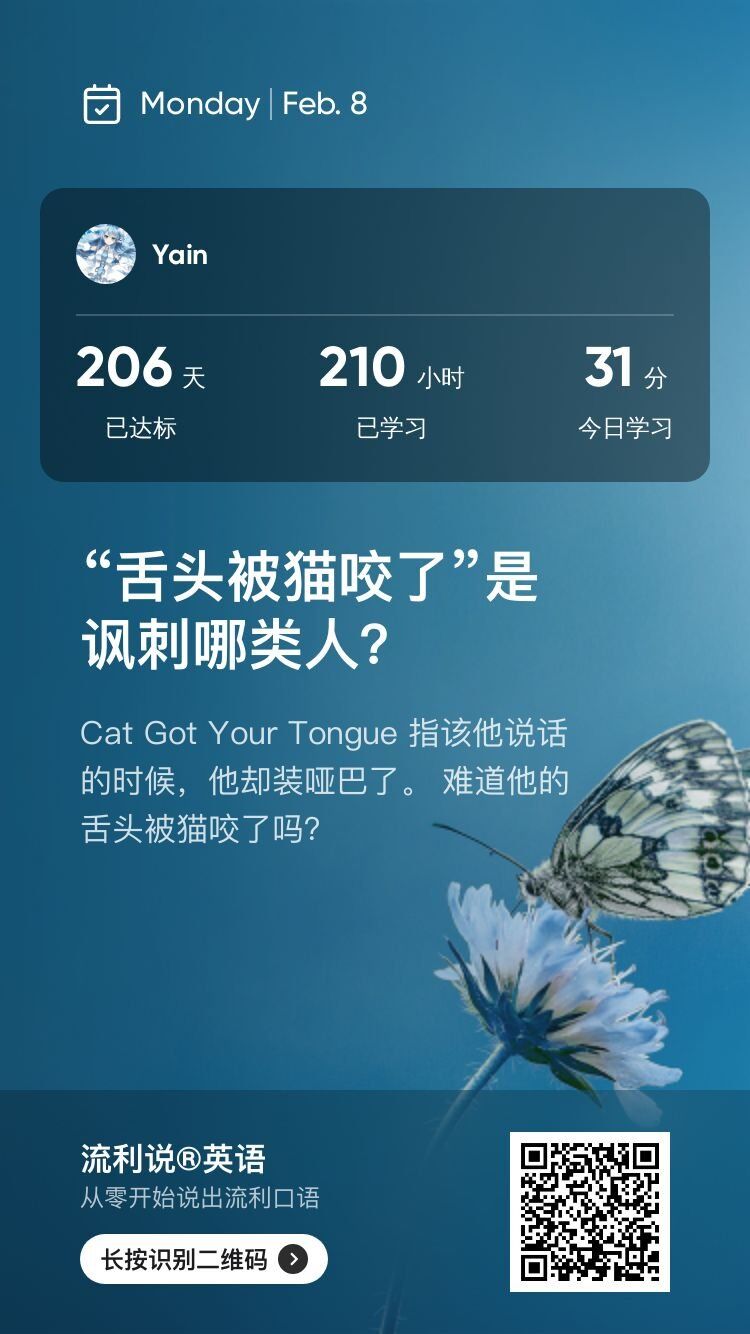 Monday | Feb. 8
Yain
206 天 210 小时 31 分
已达标 已学习 今日学习
“舌头被猫咬了”是
讽刺哪类人?
Cat Got Your Tongue 指该他说话
的时候，他却装哑巴了。 难道他的
舌头被猫咬了吗?
流利说®英语
从零开始说出流利口语
长按识别二维码